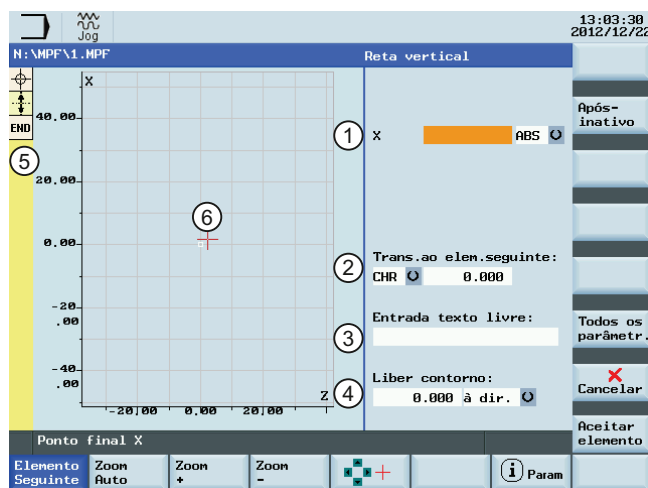 Jog
13:03:30
2012/12/22
N:\MPF\1.MPF
Reta vertical
X
END
40.00
20.00
0.00
-20
.00
-40
.00
-20.00
0.00
20.00
Z
5
6
1
X
ABS
2
Trans.ao elem.seguinte:
CHR
0.000
3
Entrada texto livre:
4
Liber contorno:
0.000 à dir.
Após-
inativo
Todos os
parâmetr.
Cancelar
Aceitar
elemento
Ponto final X
Elemento
Seguinte
Zoom
Auto
Zoom
+
Zoom
-
i Param